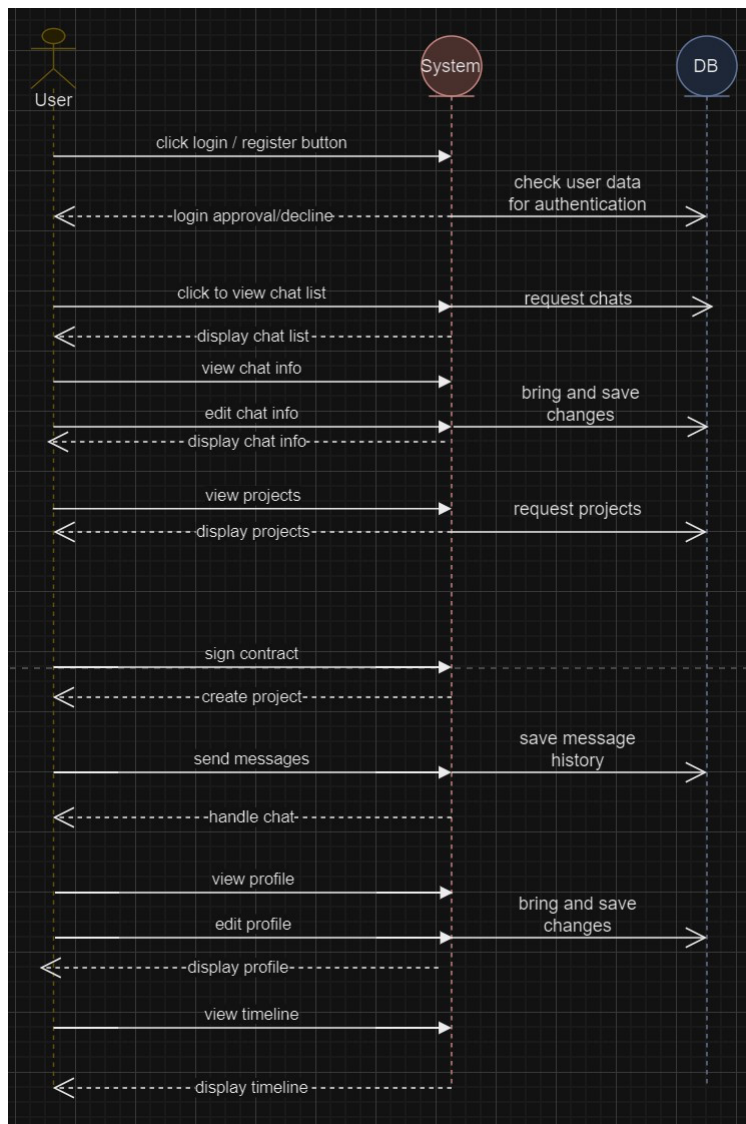 User
System
DB
click login / register button
check user data
for authentication
login approval/decline
click to view chat list
request chats
display chat list
view chat info
bring and save
changes
edit chat info
display chat info
view projects
request projects
display projects
sign contract
create project
save message
history
send messages
handle chat
view profile
bring and save
changes
edit profile
display profile
view timeline
display timeline